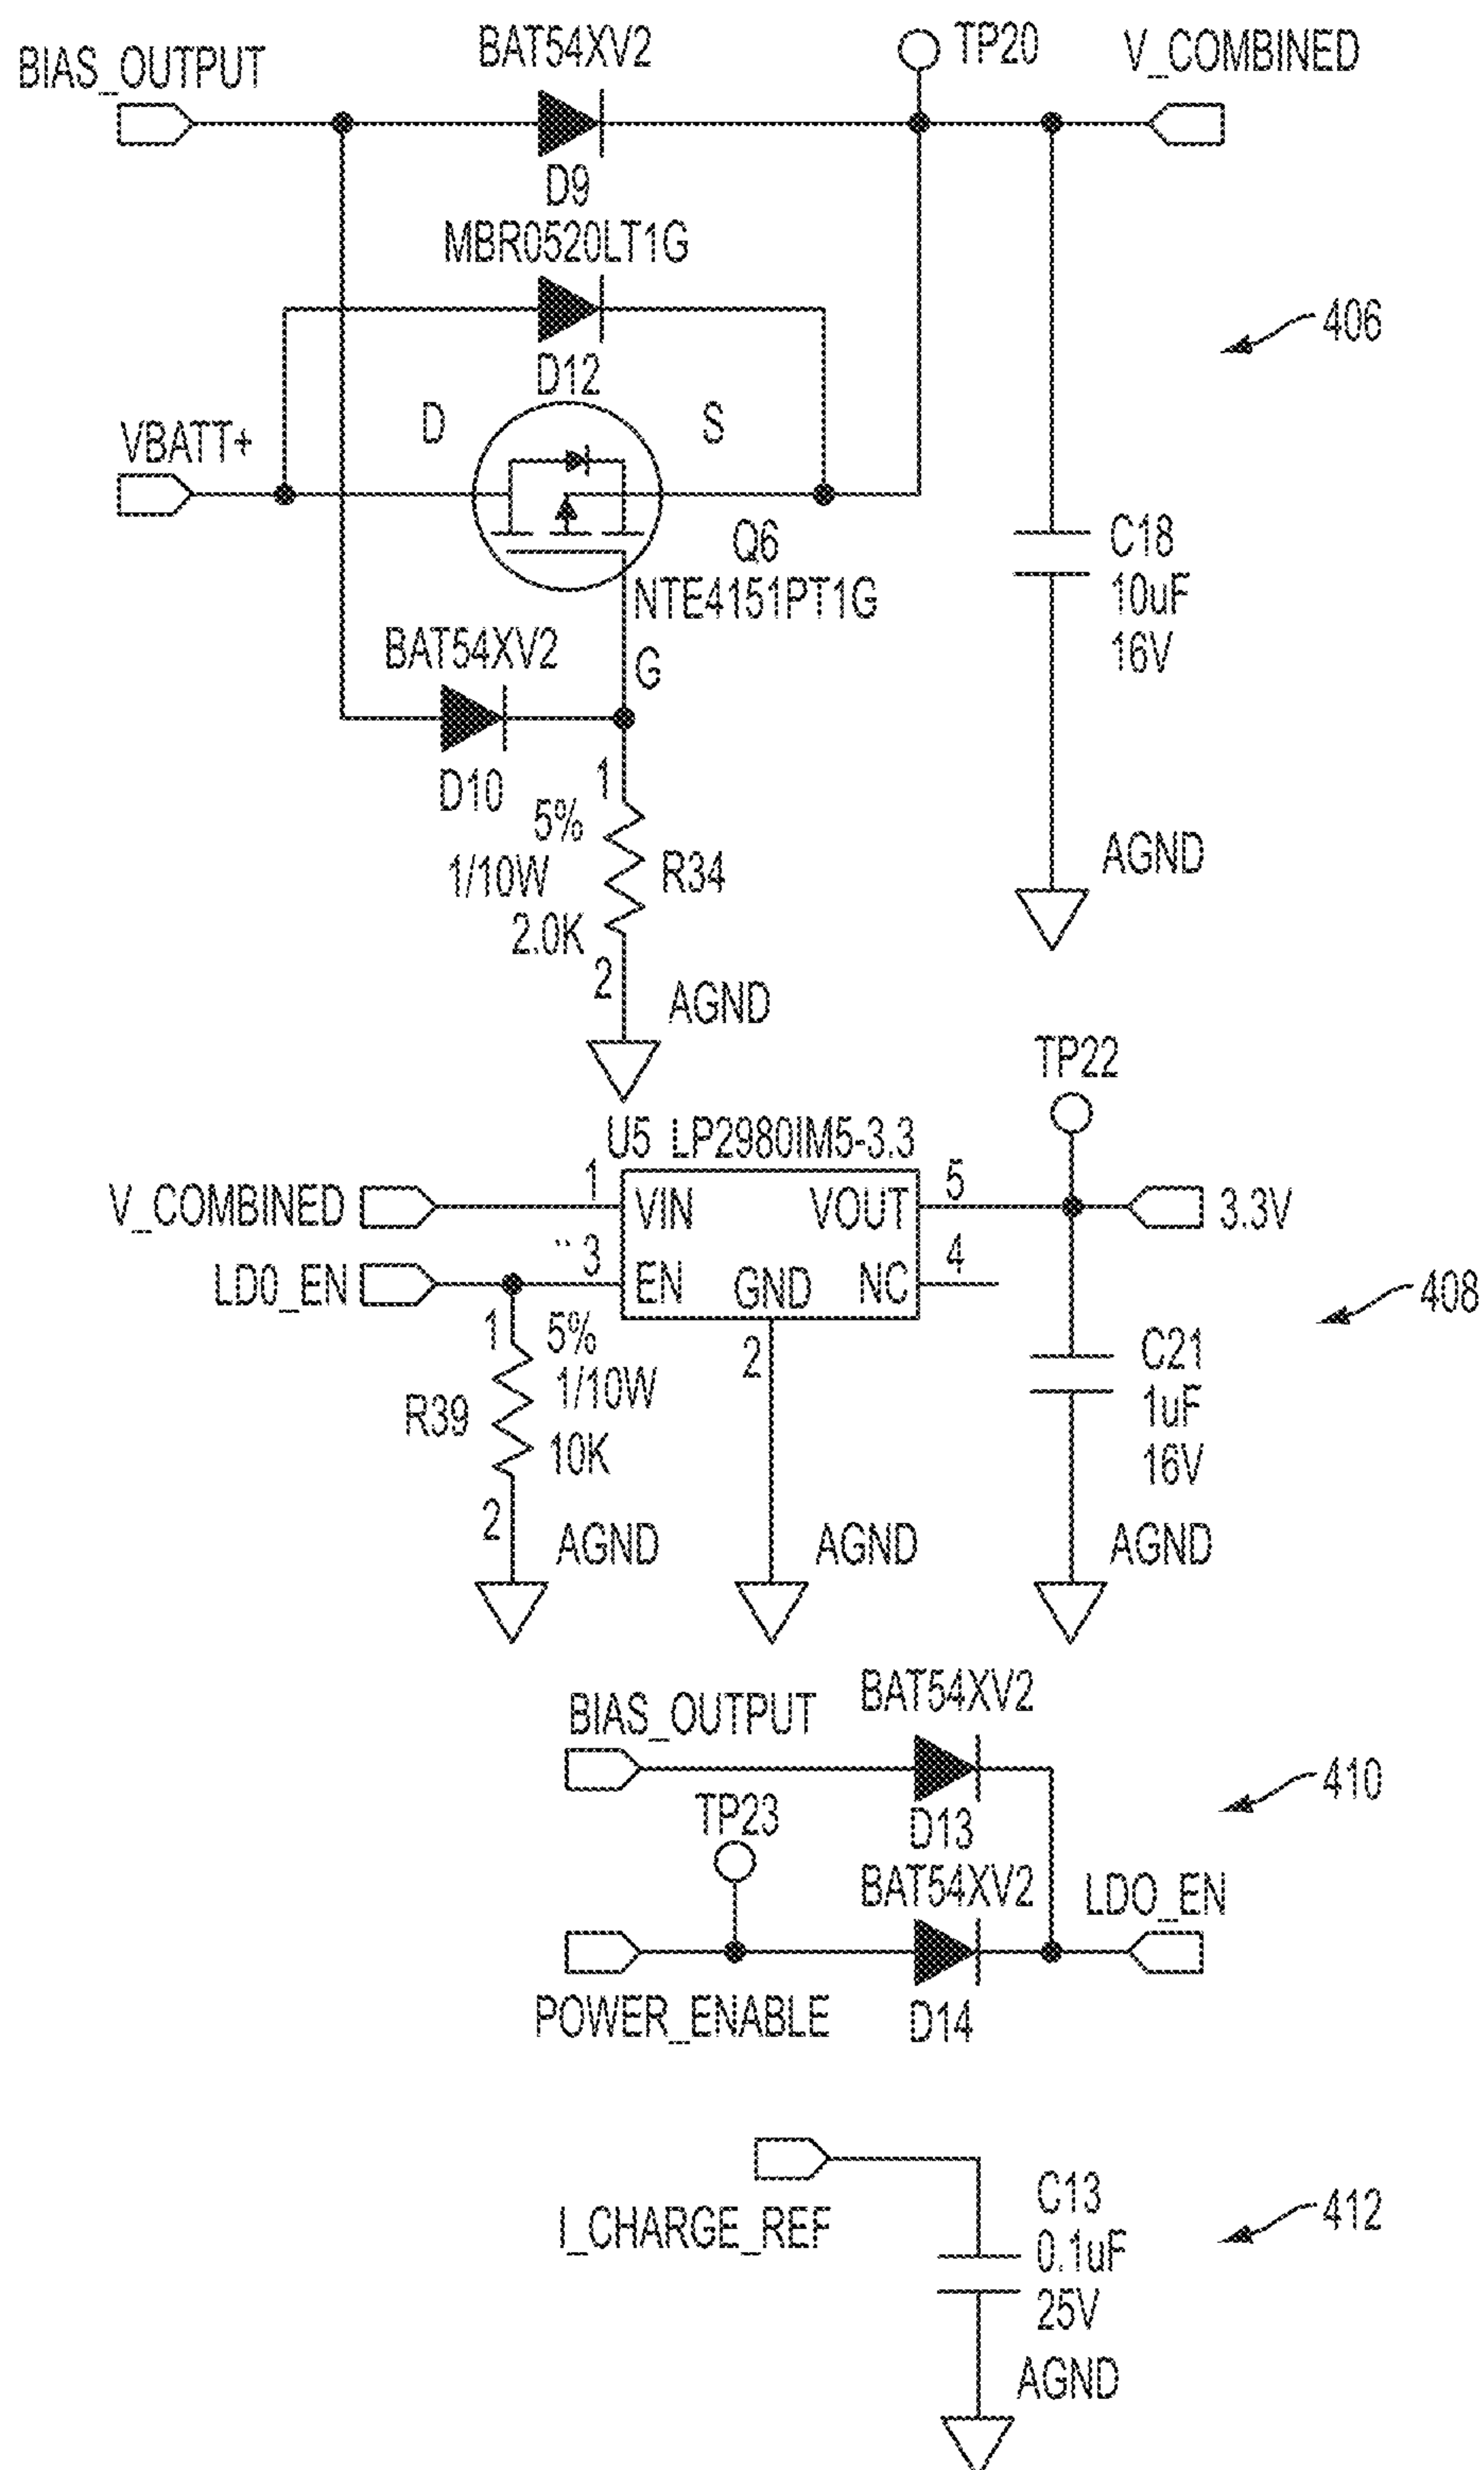 BIAS_OUTPUT
BAT54XV2
TP20
V_COMBINED
D9
MBR0520LT1G
D12
406
VBATT+
D
S
Q6
NTE4151PT1G
G
C18
10uF
16V
BAT54XV2
D10
1
5%
1/10W
2.0K
R34
2
AGND
AGND
TP22
U5 LP2980IM5-3.3
V_COMBINED
1
VIN
VOUT
5
3.3V
LD0_EN
3
EN
GND
NC
4
408
1
5%
1/10W
10K
R39
2
2
C21
1uF
16V
AGND
AGND
AGND
BIAS_OUTPUT
BAT54XV2
D13
410
TP23
BAT54XV2
LDO_EN
POWER_ENABLE
D14
I_CHARGE_REF
C13
0.1uF
25V
412
AGND